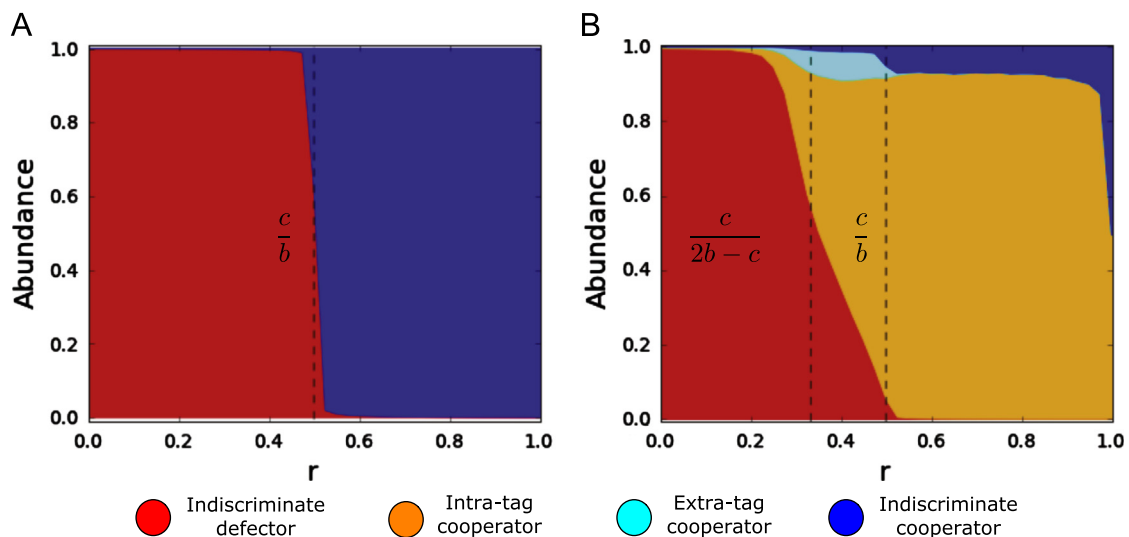 A
B
1.0
0.8
0.6
0.4
0.2
0.0
Abundance
c
b
0.0
0.2
0.4
0.6
0.8
1.0
r
1.0
0.8
0.6
0.4
0.2
0.0
Abundance
c
2b − c
c
b
0.0
0.2
0.4
0.6
0.8
1.0
r
Indiscriminate
defector
Intra-tag
cooperator
Extra-tag
cooperator
Indiscriminate
cooperator